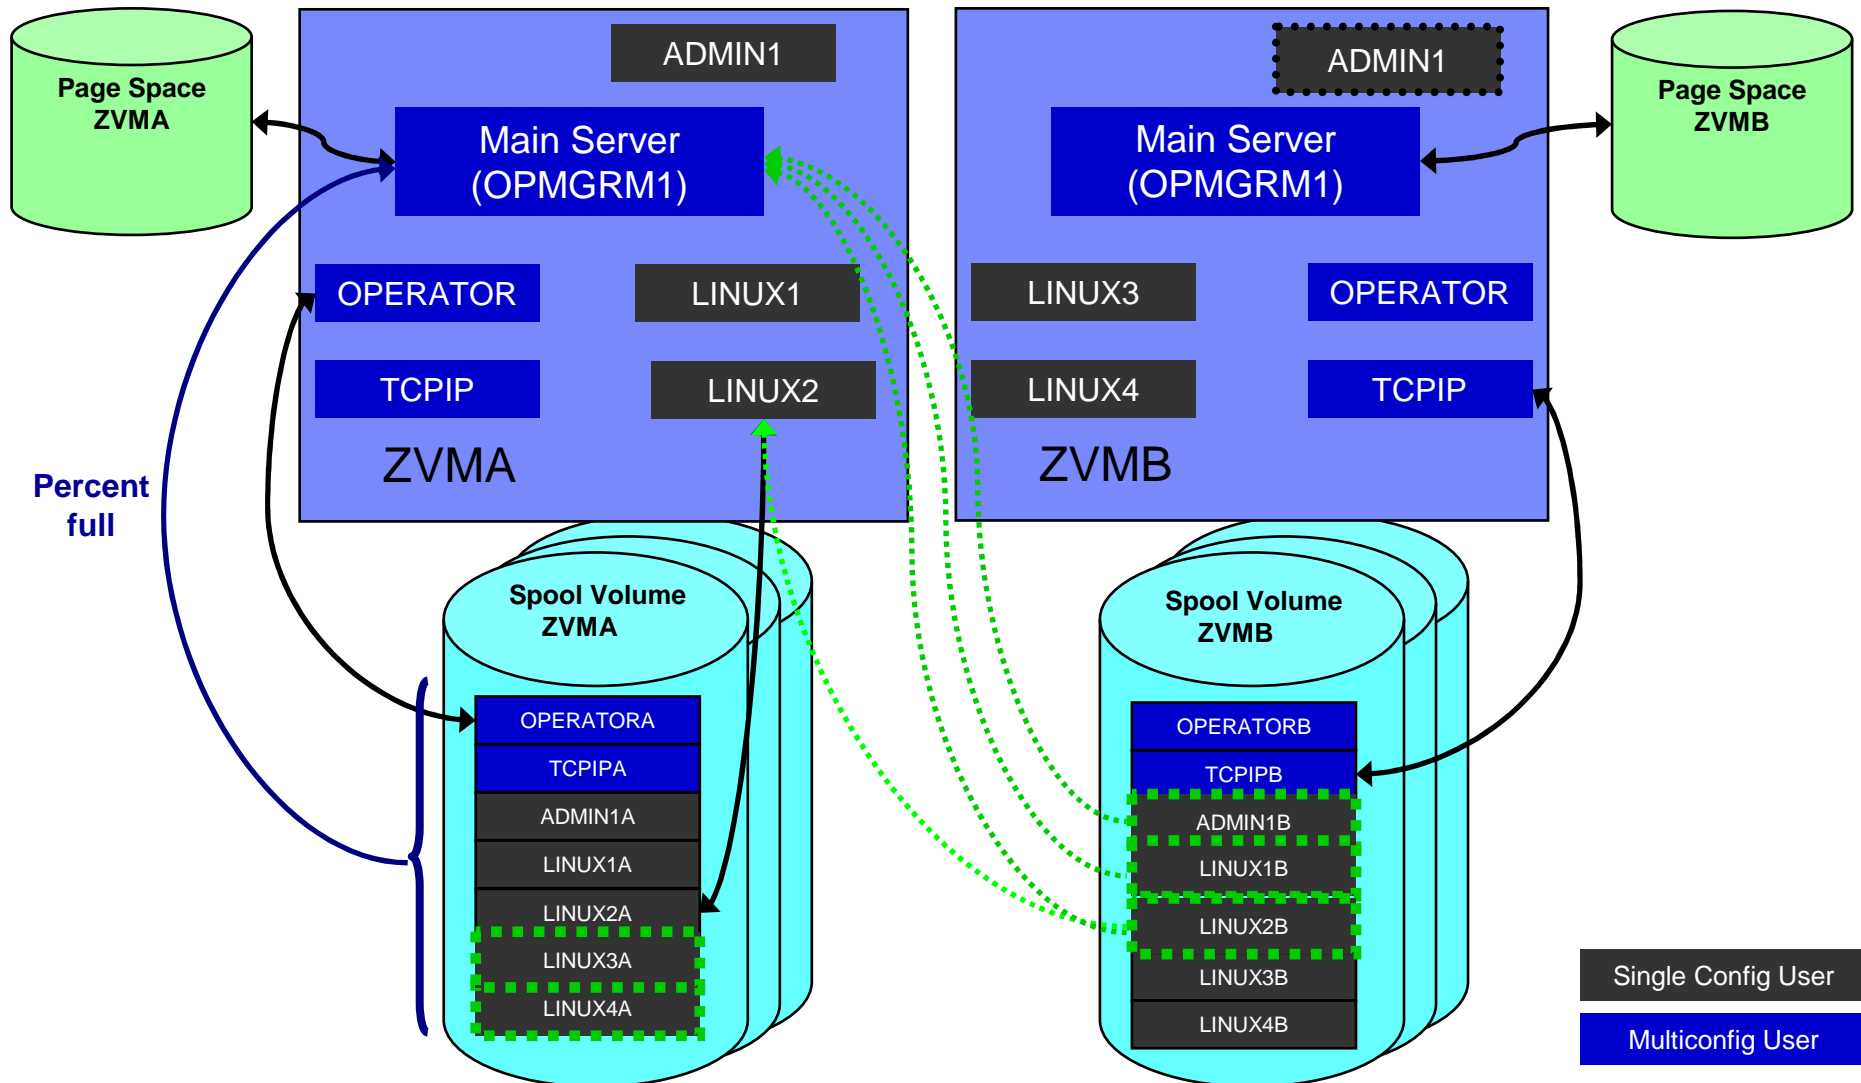 Page Space
ZVMA
ADMIN1
Main Server
(OPMGRM1)
OPERATOR
LINUX1
TCPIP
LINUX2
ZVMA
ADMIN1
Main Server
(OPMGRM1)
LINUX3
OPERATOR
LINUX4
TCPIP
ZVMB
Page Space
ZVMB
Percent
full
Spool Volume
ZVMA
OPERATORA
TCPIPA
ADMIN1A
LINUX1A
LINUX2A
LINUX3A
LINUX4A
Spool Volume
ZVMB
OPERATORB
TCPIPB
ADMIN1B
LINUX1B
LINUX2B
LINUX3B
LINUX4B
Single Config User
Multiconfig User